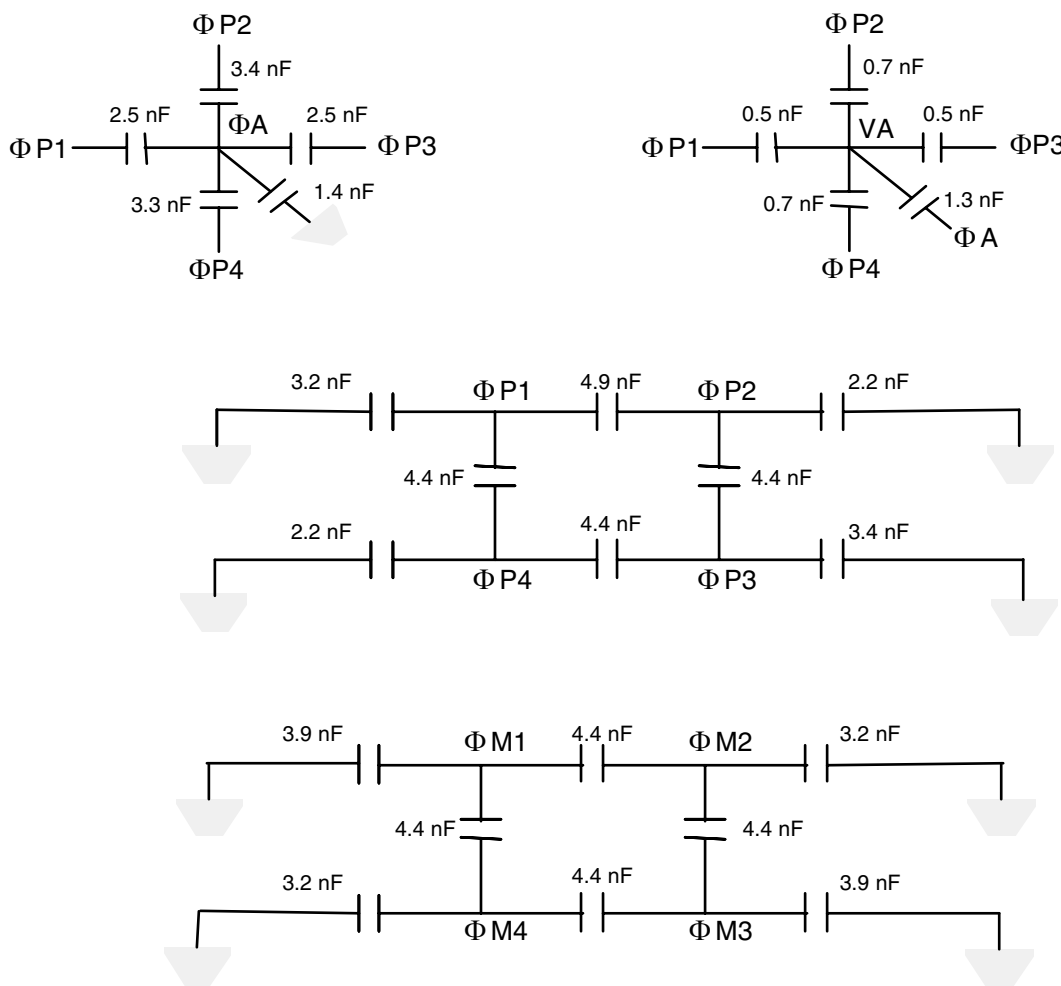 ΦP2
ΦP2
3.4 nF
0.7 nF
2.5 nF
ΦA
2.5 nF
0.5 nF
VA
0.5 nF
ΦP1
ΦP3
ΦP1
ΦP3
3.3 nF
1.4 nF
0.7 nF
1.3 nF
ΦA
ΦP4
ΦP4
3.2 nF
ΦP1
4.9 nF
ΦP2
2.2 nF
4.4 nF
4.4 nF
2.2 nF
4.4 nF
3.4 nF
ΦP4
ΦP3
3.9 nF
ΦM1
4.4 nF
ΦM2
3.2 nF
4.4 nF
4.4 nF
3.2 nF
4.4 nF
3.9 nF
ΦM4
ΦM3